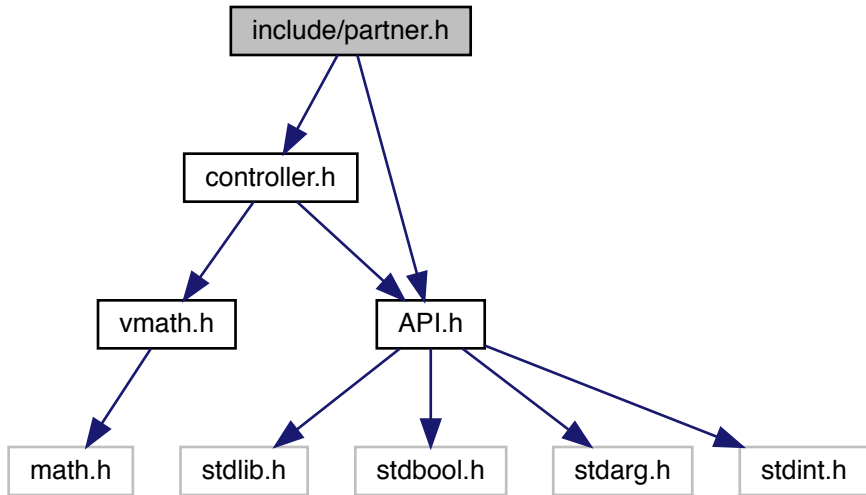 include/partner.h
controller.h
vmath.h
API.h
math.h
stdlib.h
stdbool.h
stdarg.h
stdint.h